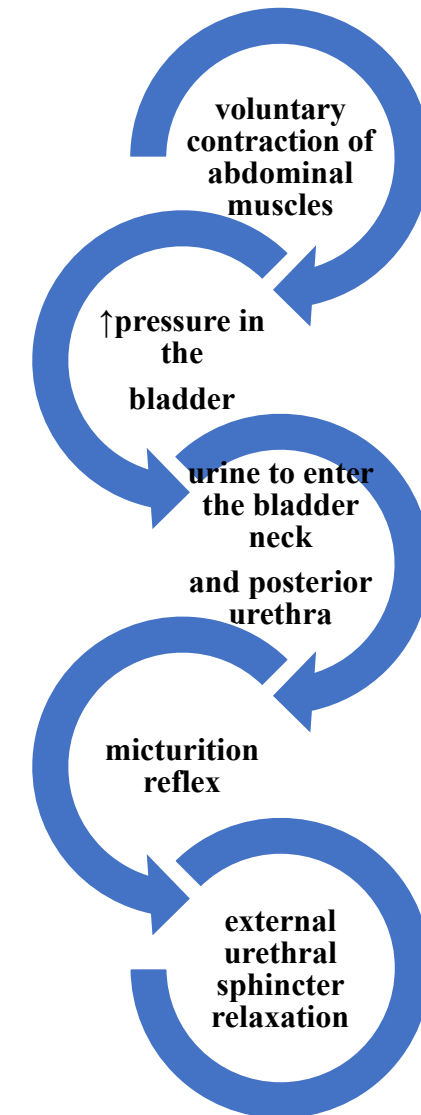 voluntary
contraction of
abdominal
muscles
↑pressure in
the
bladder
urine to enter
the bladder
neck
and posterior
urethra
micturition
reflex
external
urethral
sphincter
relaxation